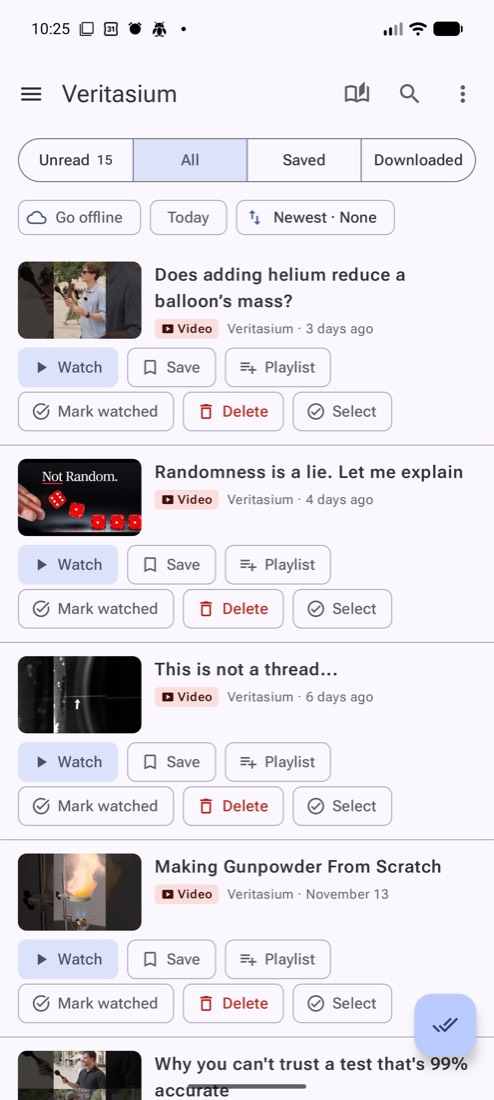 10:25
31
Veritasium
Unread 15
All
Saved
Downloaded
Go offline
Today
Newest · None
Does adding helium reduce a
balloon’s mass?
Video Veritasium · 3 days ago
Watch
Save
Playlist
Mark watched
Delete
Select
Not Random.
Randomness is a lie. Let me explain
Video Veritasium · 4 days ago
Watch
Save
Playlist
Mark watched
Delete
Select
This is not a thread...
Video Veritasium · 6 days ago
Watch
Save
Playlist
Mark watched
Delete
Select
Making Gunpowder From Scratch
Video Veritasium · November 13
Watch
Save
Playlist
Mark watched
Delete
Select
Why you can't trust a test that's 99%
accurate